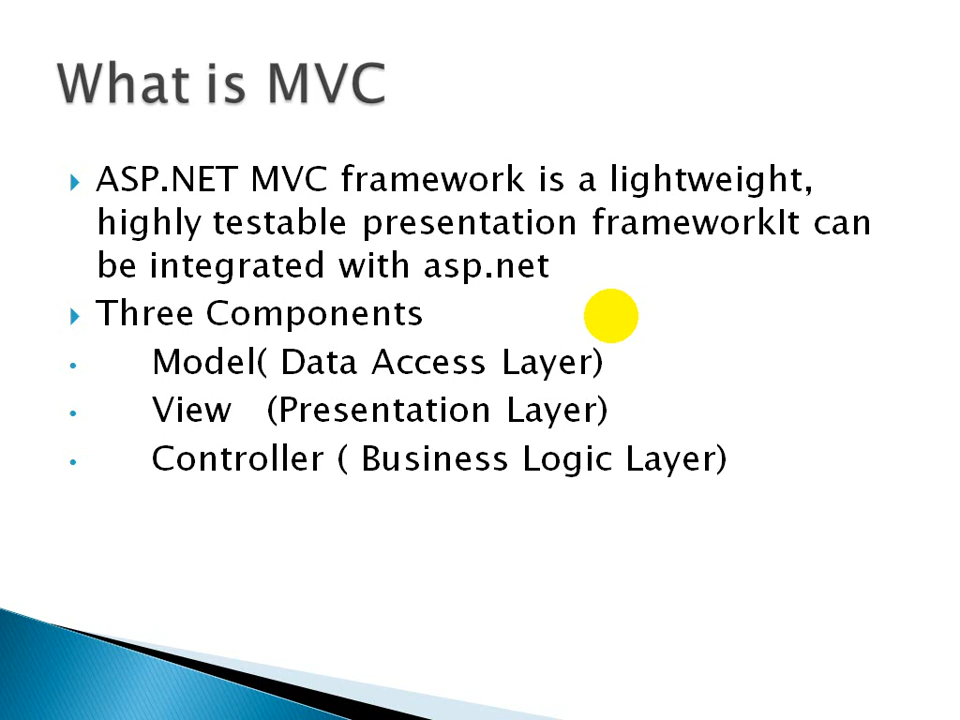 What is MVC
ASP.NET MVC framework is a lightweight,
highly testable presentation frameworkIt can
be integrated with asp.net
Three Components
Model( Data Access Layer)
View (Presentation Layer)
Controller ( Business Logic Layer)